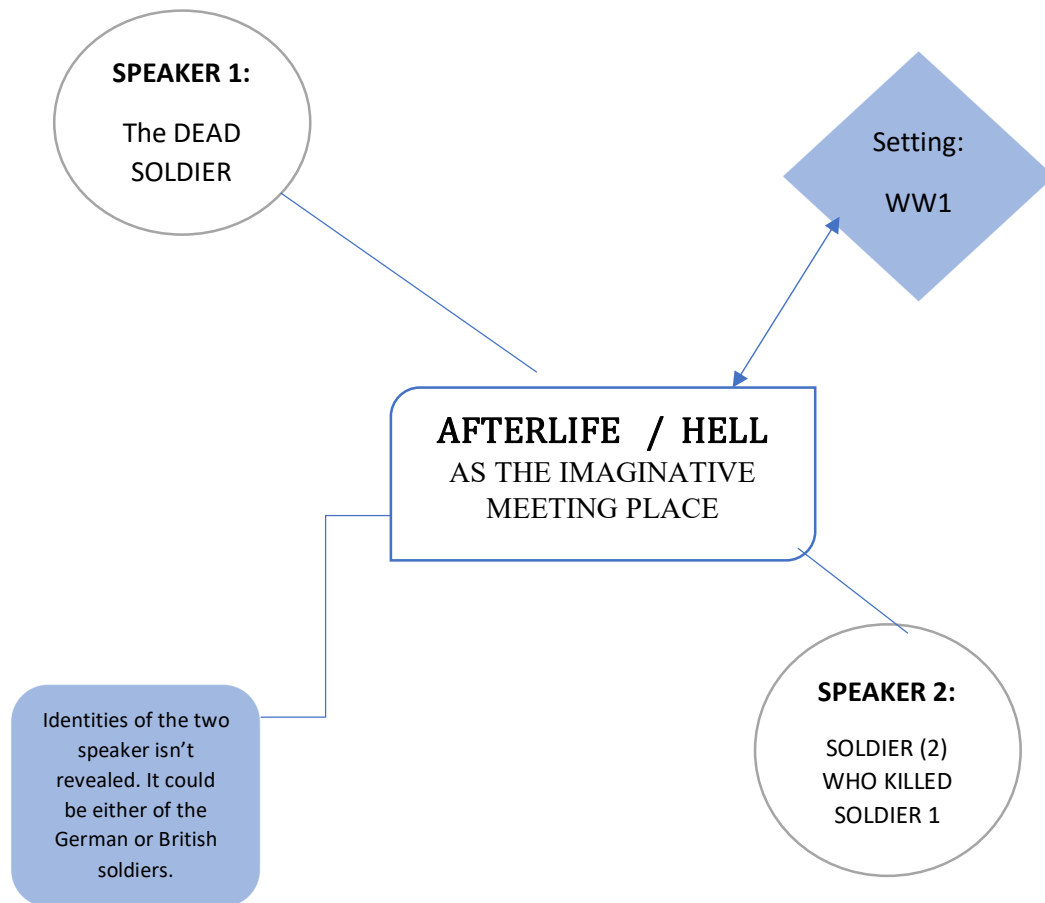 SPEAKER 1:
The DEAD
SOLDIER
Setting:
WW1
AFTERLIFE / HELL
AS THE IMAGINATIVE
MEETING PLACE
Identities of the two
speaker isn’t
revealed. It could
be either of the
German or British
soldiers.
SPEAKER 2:
SOLDIER (2)
WHO KILLED
SOLDIER 1